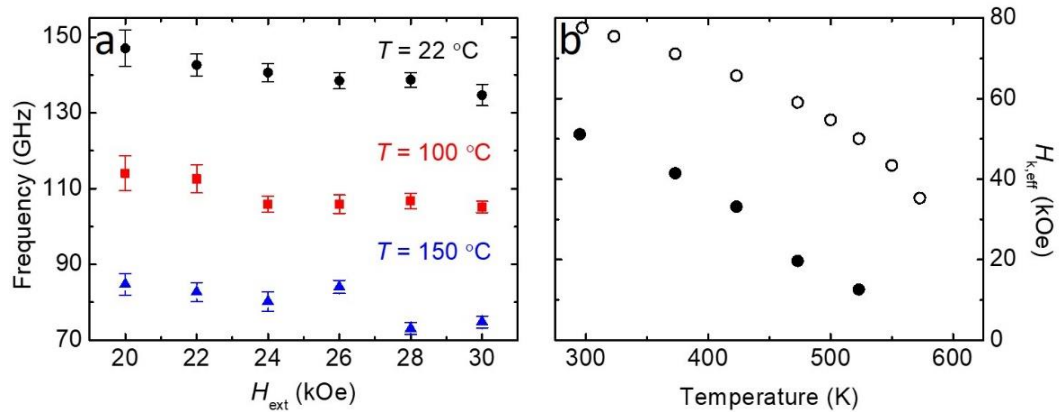 a
T = 22 °C
T = 100 °C
T = 150 °C
150
130
110
90
70
Frequency (GHz)
20 22 24 26 28 30
H_ext (kOe)
b
80
60
40
20
0
H_k,eff (kOe)
300 400 500 600
Temperature (K)